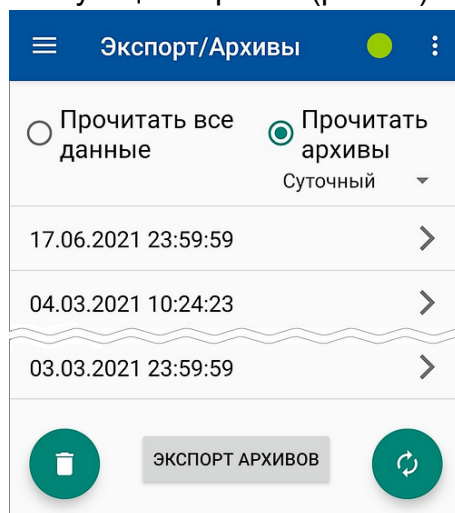 Экспорт/Архивы
Прочитать все
данные
Прочитать
архивы
Суточный
17.06.2021 23:59:59
04.03.2021 10:24:23
03.03.2021 23:59:59
ЭКСПОРТ АРХИВОВ